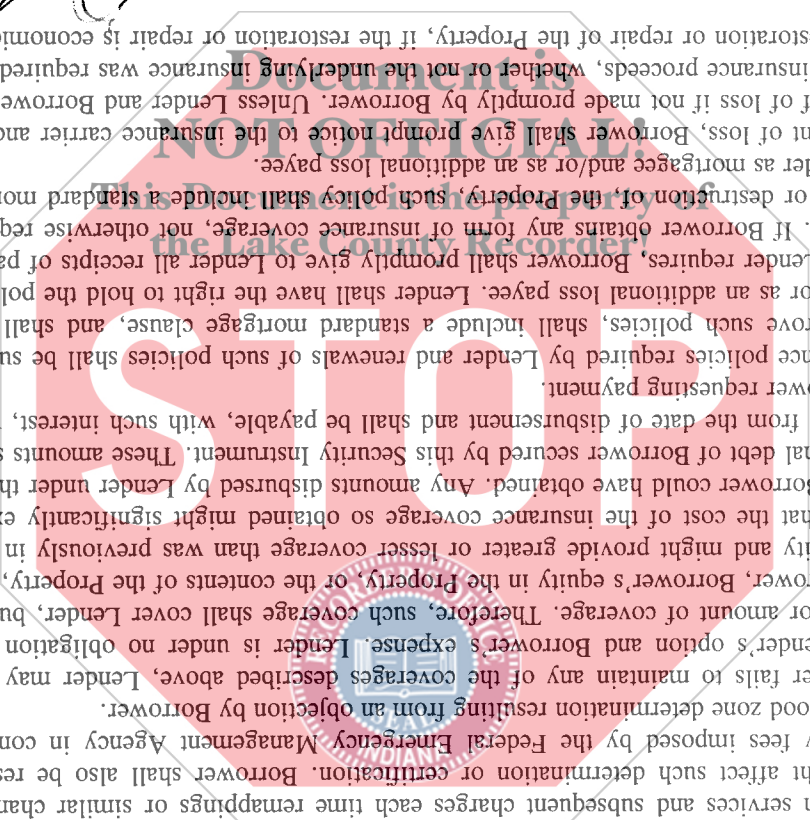 n services and subsequent charges each time remappings or similar chan
ht affect such determination or certification. Borrower shall also be res
y fees imposed by the Federal Emergency Management Agency in con
ood zone determination resulting from an objection by Borrower.
er fails to maintain any of the coverages described above, Lender may
ender's option and Borrower's expense. Lender is under no obligation
or amount of coverage. Therefore, such coverage shall cover Lender, bu
ower, Borrower's equity in the Property, or the contents of the Property,
ity and might provide greater or lesser coverage than was previously in
hat the cost of the insurance coverage so obtained might significantly ex
orrower could have obtained. Any amounts disbursed by Lender under th
nal debt of Borrower secured by this Security Instrument. These amounts s
from the date of disbursement and shall be payable, with such interest,
ower requesting payment.
nce policies required by Lender and renewals of such policies shall be su
rove such policies, shall include a standard mortgage clause, and shall
or as an additional loss payee. Lender shall have the right to hold the pol
Lender requires, Borrower shall promptly give to Lender all receipts of pa
. If Borrower obtains any form of insurance coverage, not otherwise req
or destruction of, the Property, such policy shall include a standard mor
der as mortgagee and/or as an additional loss payee.
nt of loss, Borrower shall give prompt notice to the insurance carrier and
f of loss if not made promptly by Borrower. Unless Lender and Borrowe
insurance proceeds, whether or not the underlying insurance was required
storation or repair of the Property, if the restoration or repair is economi
Document is
NOT OFFICIAL!
This Document is the property of
the Lake County Recorder!
STOP
RECORDER'S OFFICE
SEAL
INDIANA